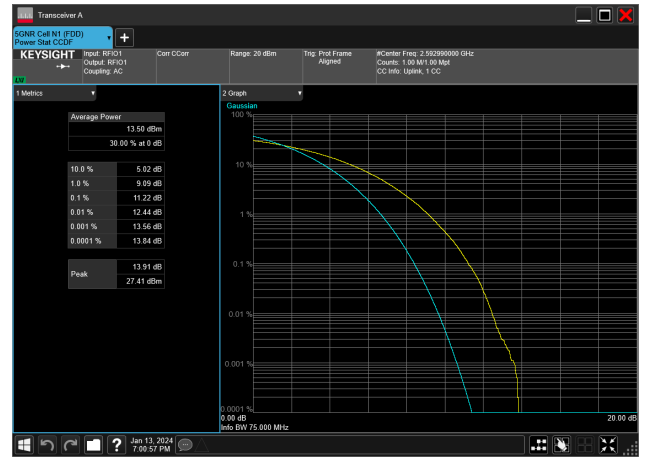 Transceiver A
5GNR Cell N1 (FDD)
Power Stat CCDF
KEYSIGHT
LXI
Input: RFIO1
Output: RFIO1
Coupling: AC
Corr CCorr
Range: 20 dBm
Trig: Prot Frame
Aligned
#Center Freq: 2.592990000 GHz
Counts: 1.00 M/1.00 Mpt
CC Info: Uplink, 1 CC
1 Metrics
Average Power
13.50 dBm
30.00 % at 0 dB
10.0 % 5.02 dB
1.0 % 9.09 dB
0.1 % 11.22 dB
0.01 % 12.44 dB
0.001 % 13.56 dB
0.0001 % 13.84 dB
Peak
13.91 dB
27.41 dBm
2 Graph
Gaussian
100 %
10 %
1 %
0.1 %
0.01 %
0.001 %
0.0001 %
0.00 dB
20.00 dB
Info BW 75.000 MHz
Jan 13, 2024
7:00:57 PM